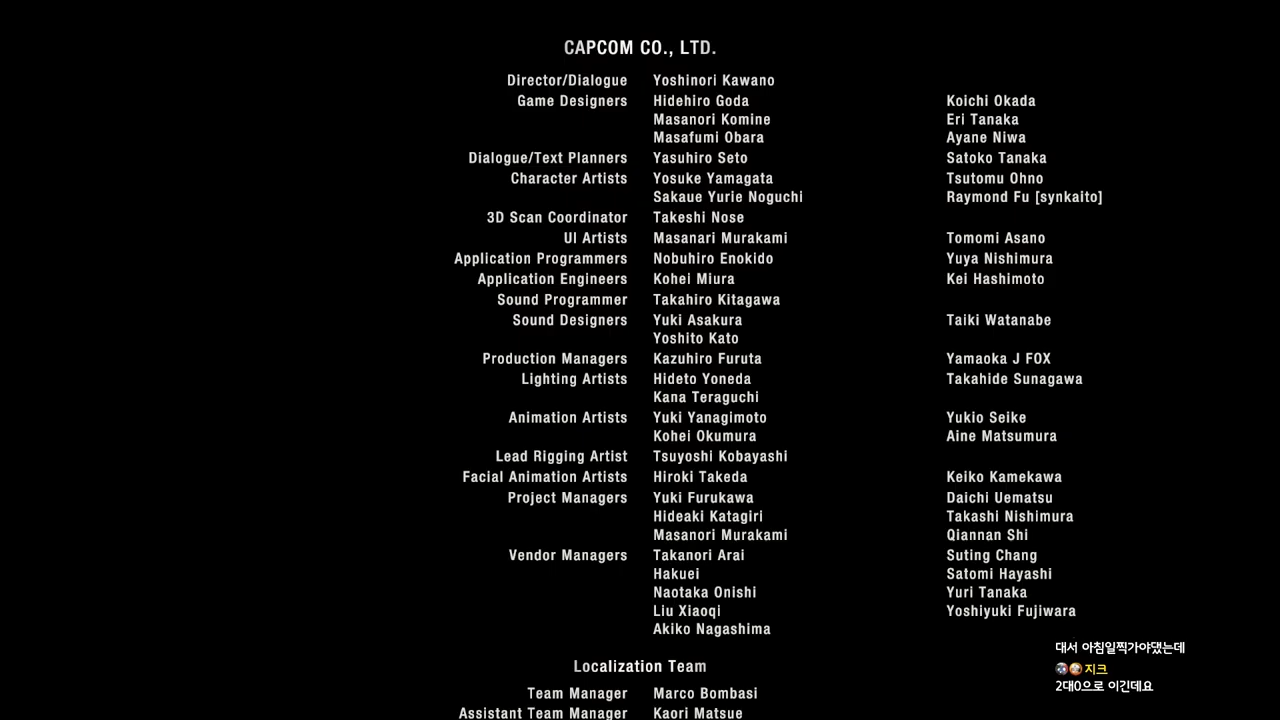 CAPCOM CO., LTD.
Director/Dialogue Yoshinori Kawano
Game Designers Hidehiro Goda Koichi Okada
Masanori Komine Eri Tanaka
Masafumi Obara Ayane Niwa
Dialogue/Text Planners Yasuhiro Seto Satoko Tanaka
Character Artists Yosuke Yamagata Tsutomu Ohno
Sakaue Yurie Noguchi Raymond Fu [synkaito]
3D Scan Coordinator Takeshi Nose
UI Artists Masanari Murakami Tomomi Asano
Application Programmers Nobuhiro Enokido Yuya Nishimura
Application Engineers Kohei Miura Kei Hashimoto
Sound Programmer Takahiro Kitagawa
Sound Designers Yuki Asakura Taiki Watanabe
Yoshito Kato
Production Managers Kazuhiro Furuta Yamaoka J FOX
Lighting Artists Hideto Yoneda Takahide Sunagawa
Kana Teraguchi
Animation Artists Yuki Yanagimoto Yukio Seike
Kohei Okumura Aine Matsumura
Lead Rigging Artist Tsuyoshi Kobayashi
Facial Animation Artists Hiroki Takeda Keiko Kamekawa
Project Managers Yuki Furukawa Daichi Uematsu
Hideaki Katagiri Takashi Nishimura
Masanori Murakami Qiannan Shi
Vendor Managers Takanori Arai Suting Chang
Hakuei Satomi Hayashi
Naotaka Onishi Yuri Tanaka
Liu Xiaoqi Yoshiyuki Fujiwara
Akiko Nagashima
대서 아침일찍가야됐는데
Localization Team
지크
2대0으로 이긴데요
Team Manager Marco Bombasi
Assistant Team Manager Kaori Matsue